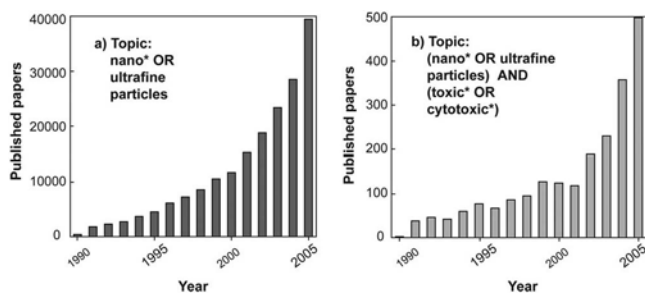 40000
30000
20000
10000
0
Published papers
a) Topic:
nano* OR
ultrafine
particles
1990
1995
2000
2005
Year
500
400
300
200
100
0
Published papers
b) Topic:
(nano* OR ultrafine
particles) AND
(toxic* OR
cytotoxic*)
1990
1995
2000
2005
Year